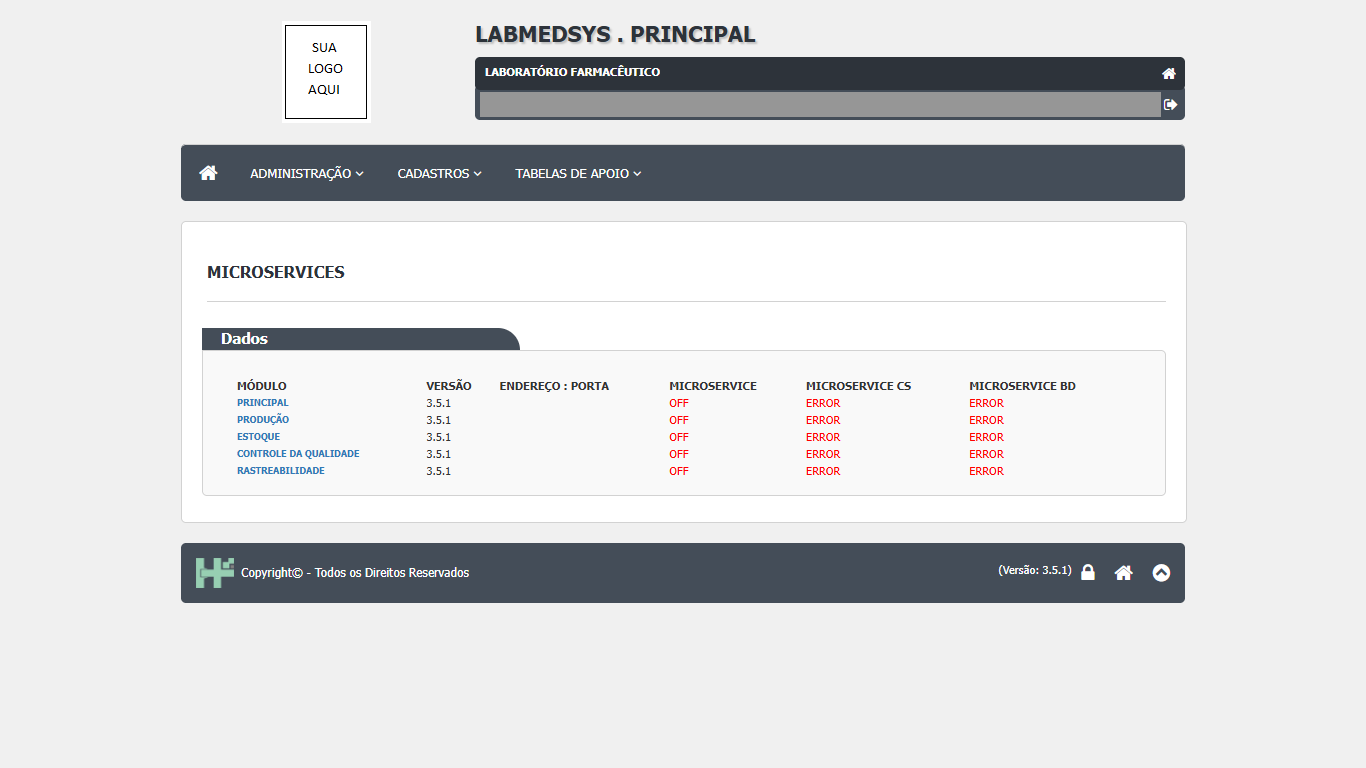 SUA
LOGO
AQUI
LABMEDSYS . PRINCIPAL
LABORATÓRIO FARMACÊUTICO
ADMINISTRAÇÃO CADASTROS TABELAS DE APOIO
MICROSERVICES
Dados
MÓDULO VERSÃO ENDEREÇO : PORTA MICROSERVICE MICROSERVICE CS MICROSERVICE BD
PRINCIPAL 3.5.1 OFF ERROR ERROR
PRODUÇÃO 3.5.1 OFF ERROR ERROR
ESTOQUE 3.5.1 OFF ERROR ERROR
CONTROLE DA QUALIDADE 3.5.1 OFF ERROR ERROR
RASTREABILIDADE 3.5.1 OFF ERROR ERROR
Copyright© - Todos os Direitos Reservados (Versão: 3.5.1)